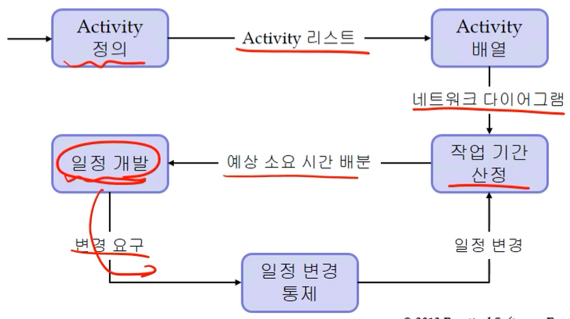 Activity
정의
Activity 리스트
Activity
배열
네트워크 다이어그램
일정 개발
예상 소요 시간 배분
작업 기간
산정
변경 요구
일정 변경
통제
일정 변경